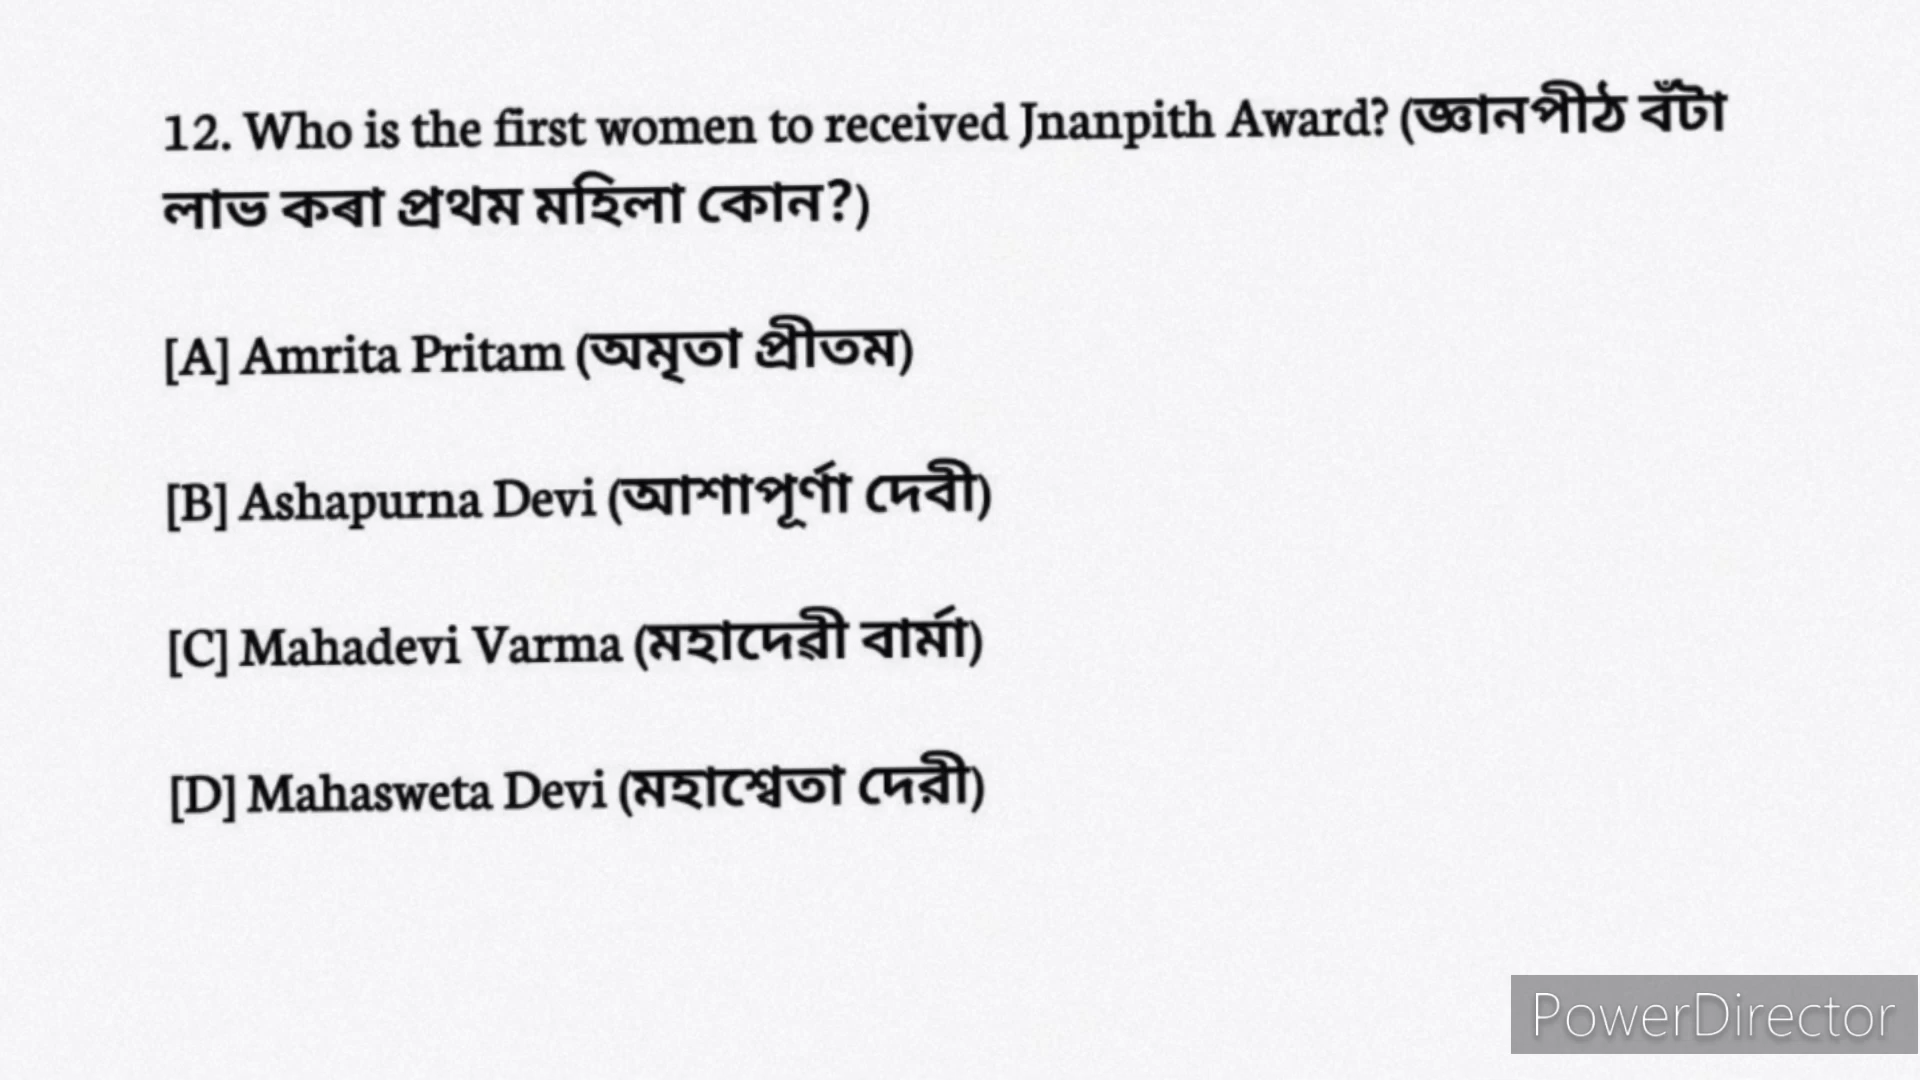 12. Who is the first women to received Jnanpith Award? (জ্ঞানপীঠ বঁটা
লাভ কৰা প্ৰথম মহিলা কোন?)
[A] Amrita Pritam (অমৃতা প্ৰীতম)
[B] Ashapurna Devi (আশাপূৰ্ণা দেবী)
[C] Mahadevi Varma (মহাদেৱী বাৰ্মা)
[D] Mahasweta Devi (মহাশ্বেতা দেৱী)
PowerDirector